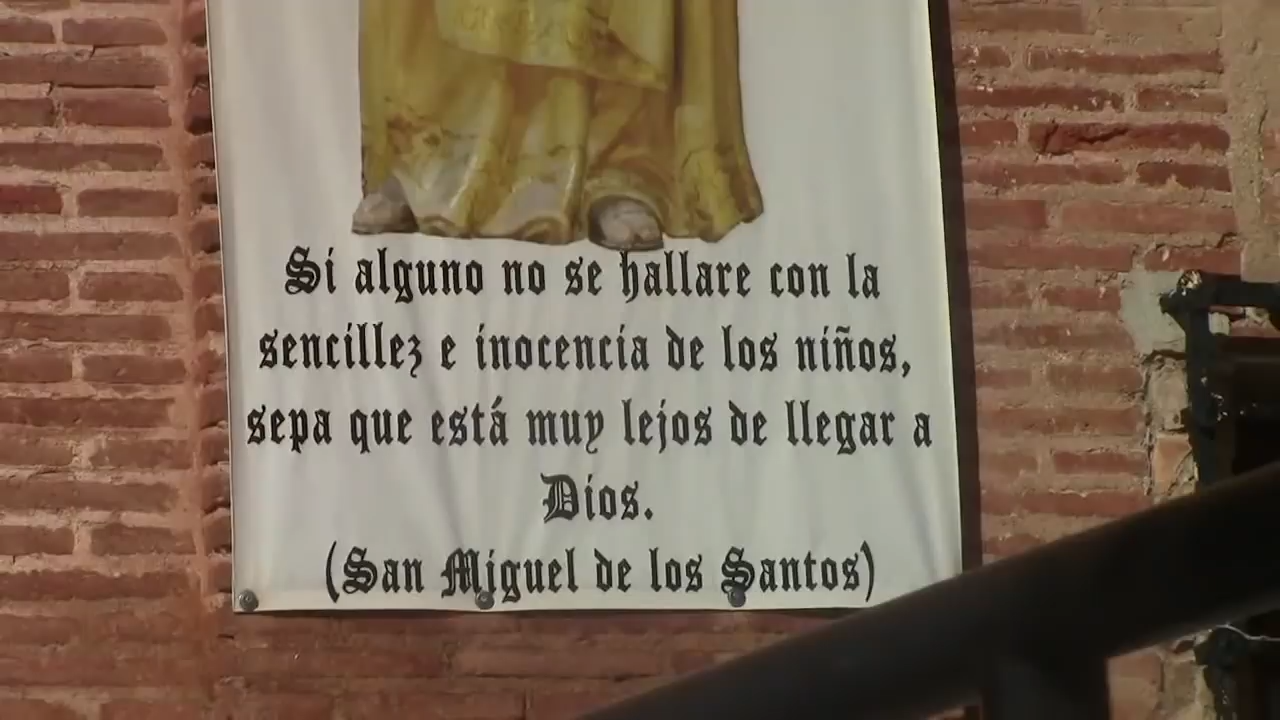 Si alguno no se hallare con la
sencillez e inocencia de los niños,
sepa que está muy lejos de llegar a
Dios.
(San Miguel de los Santos)